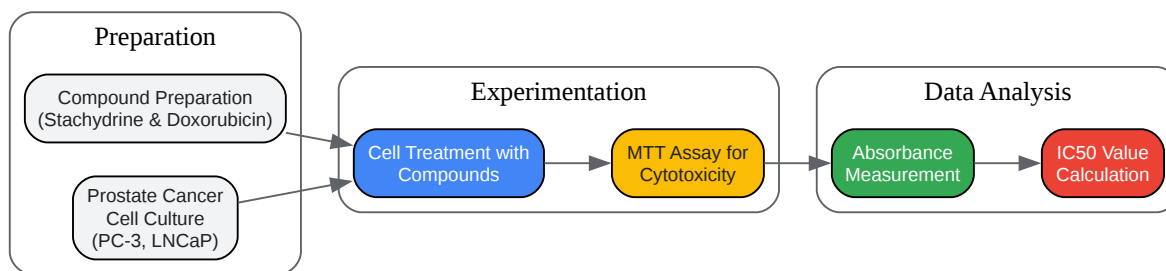 Preparation
Compound Preparation
(Stachydrine & Doxorubicin)
Prostate Cancer
Cell Culture
(PC-3, LNCaP)
Experimentation
Cell Treatment with
Compounds
MTT Assay for
Cytotoxicity
Data Analysis
Absorbance
Measurement
IC50 Value
Calculation